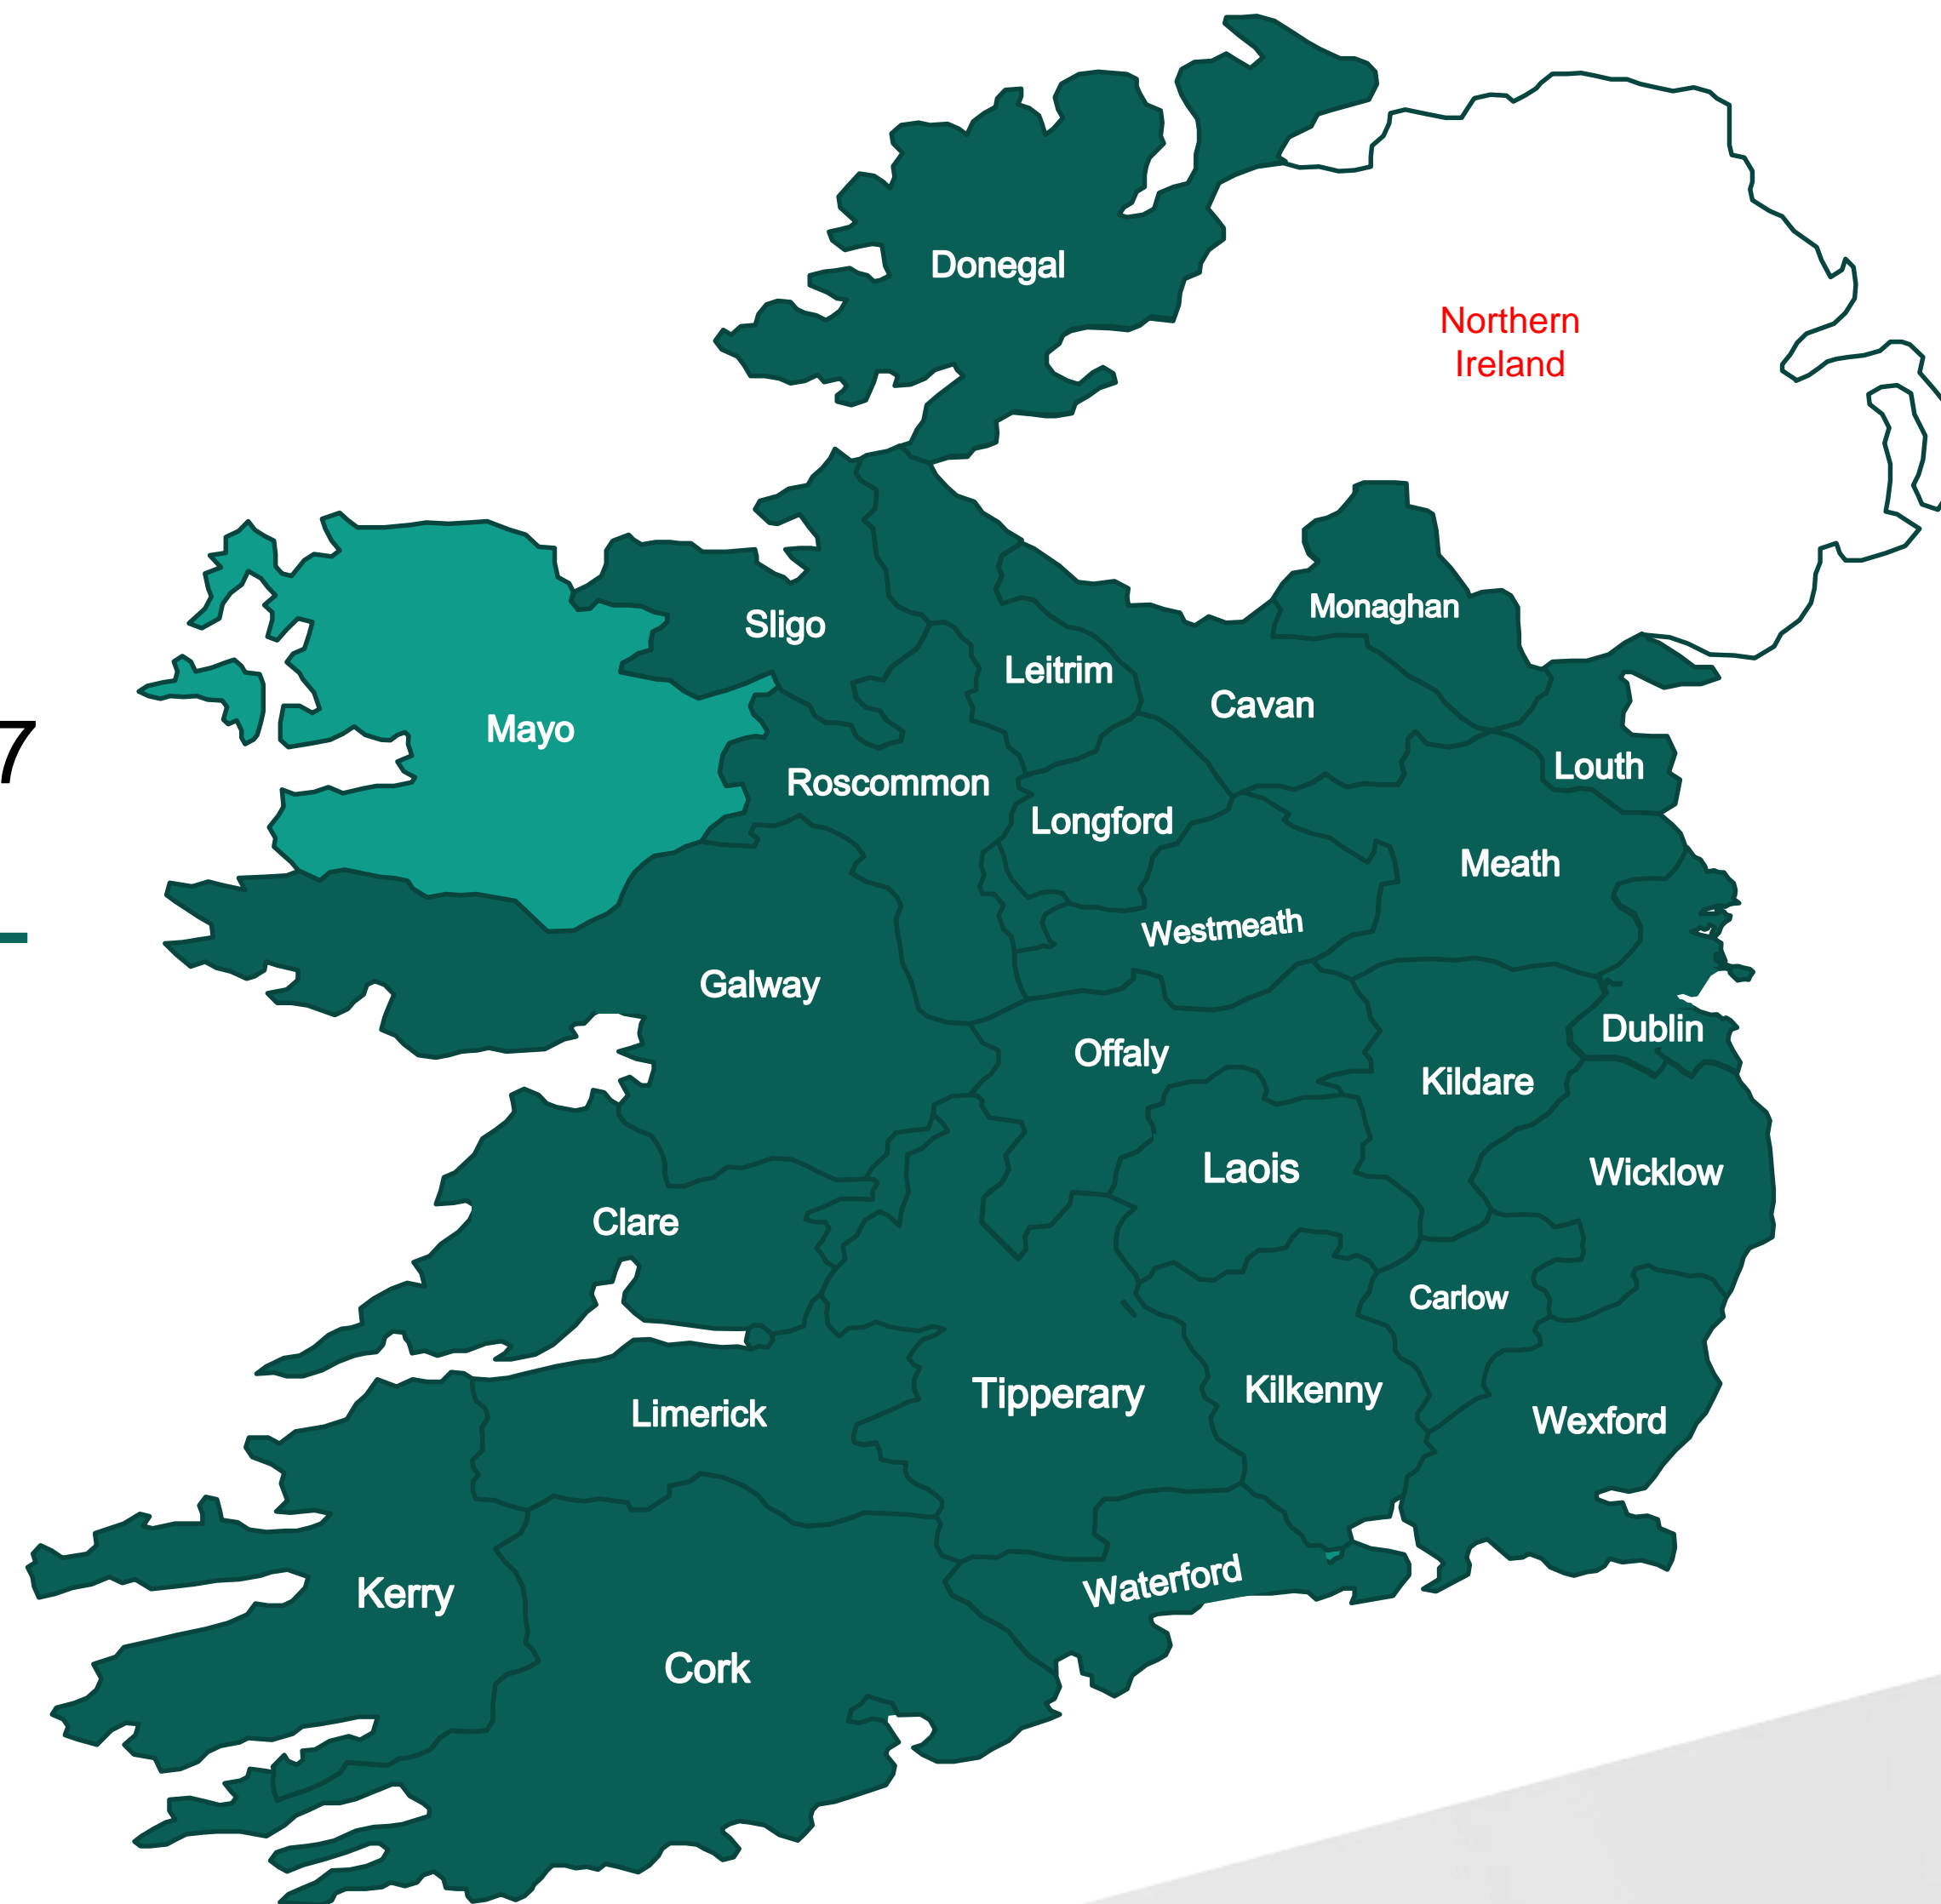 Donegal
Northern
Ireland
Monaghan
Sligo
Leitrim
Cavan
Mayo
7
Louth
Roscommon
Longford
Meath
Westmeath
Galway
Dublin
Offaly
Kildare
Laois
Wicklow
Clare
Carlow
Tipperary
Kilkenny
Limerick
Wexford
Waterford
Kerry
Cork